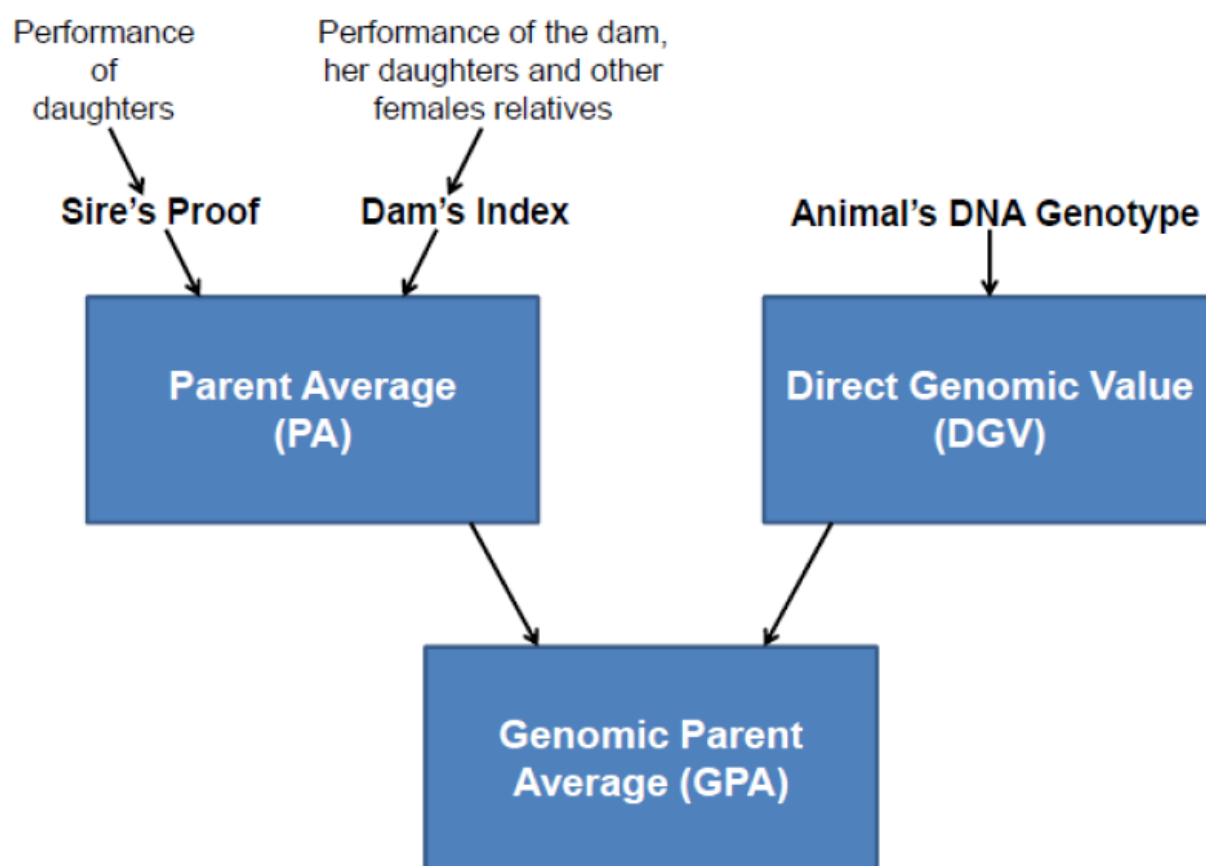 Performance
of
daughters
Performance of the dam,
her daughters and other
females relatives
Sire's Proof
Dam's Index
Animal's DNA Genotype
Parent Average
(PA)
Direct Genomic Value
(DGV)
Genomic Parent
Average (GPA)